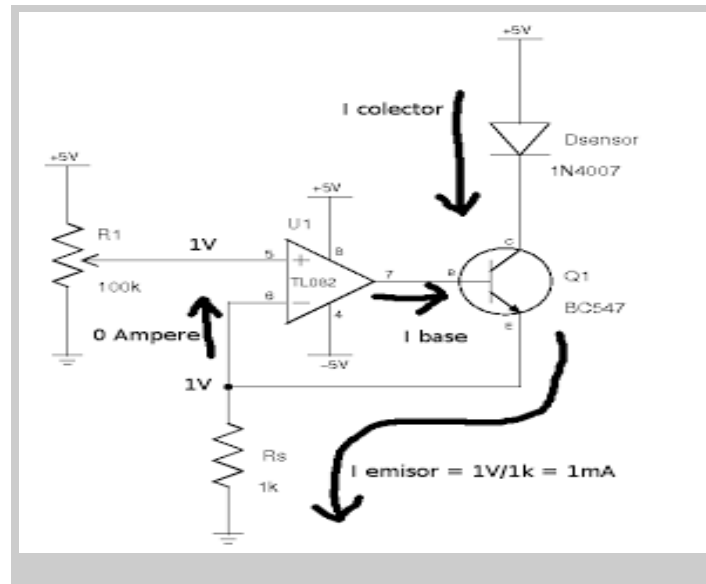 +5V
I colector
Dsensor
1N4007
+5V
+5V
R1
1V
U1
5
+
8
C
100k
TL082
7
B
Q1
6
-
BC547
0 Ampere
4
I base
E
-5V
1V
Rs
I emisor = 1V/1k = 1mA
1k